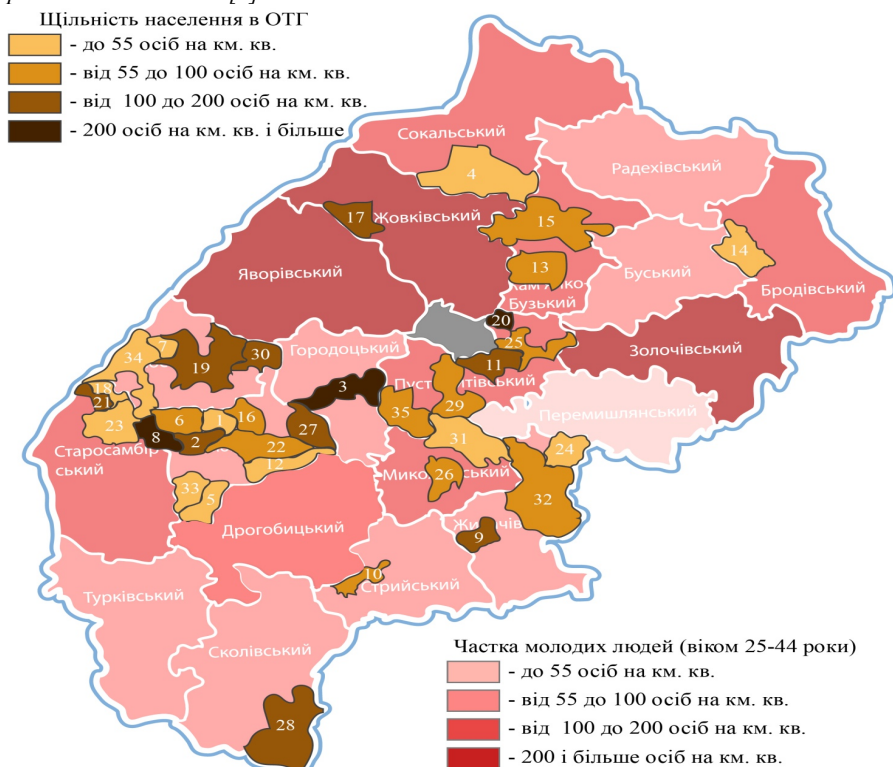 Щільність населення в ОТГ
- до 55 осіб на км. кв.
- від 55 до 100 осіб на км. кв.
- від 100 до 200 осіб на км. кв.
- 200 осіб на км. кв. і більше
Сокальський
Радехівський
4
17
Жовківський
15
14
Яворівський
13
Буський
Бузький
Бродівський
20
34
7
19
30
Городоцький
25
Золочівський
11
3
18
21
35
29
Перемишлянський
23
8
6
1
16
2
22
27
31
24
Старосамбір
ський
12
26
33
5
32
Дрогобицький
9
10
Стрийський
Турківський
Сколівський
28
Частка молодих людей (віком 25-44 роки)
- до 55 осіб на км. кв.
- від 55 до 100 осіб на км. кв.
- від 100 до 200 осіб на км. кв.
- 200 і більше осіб на км. кв.